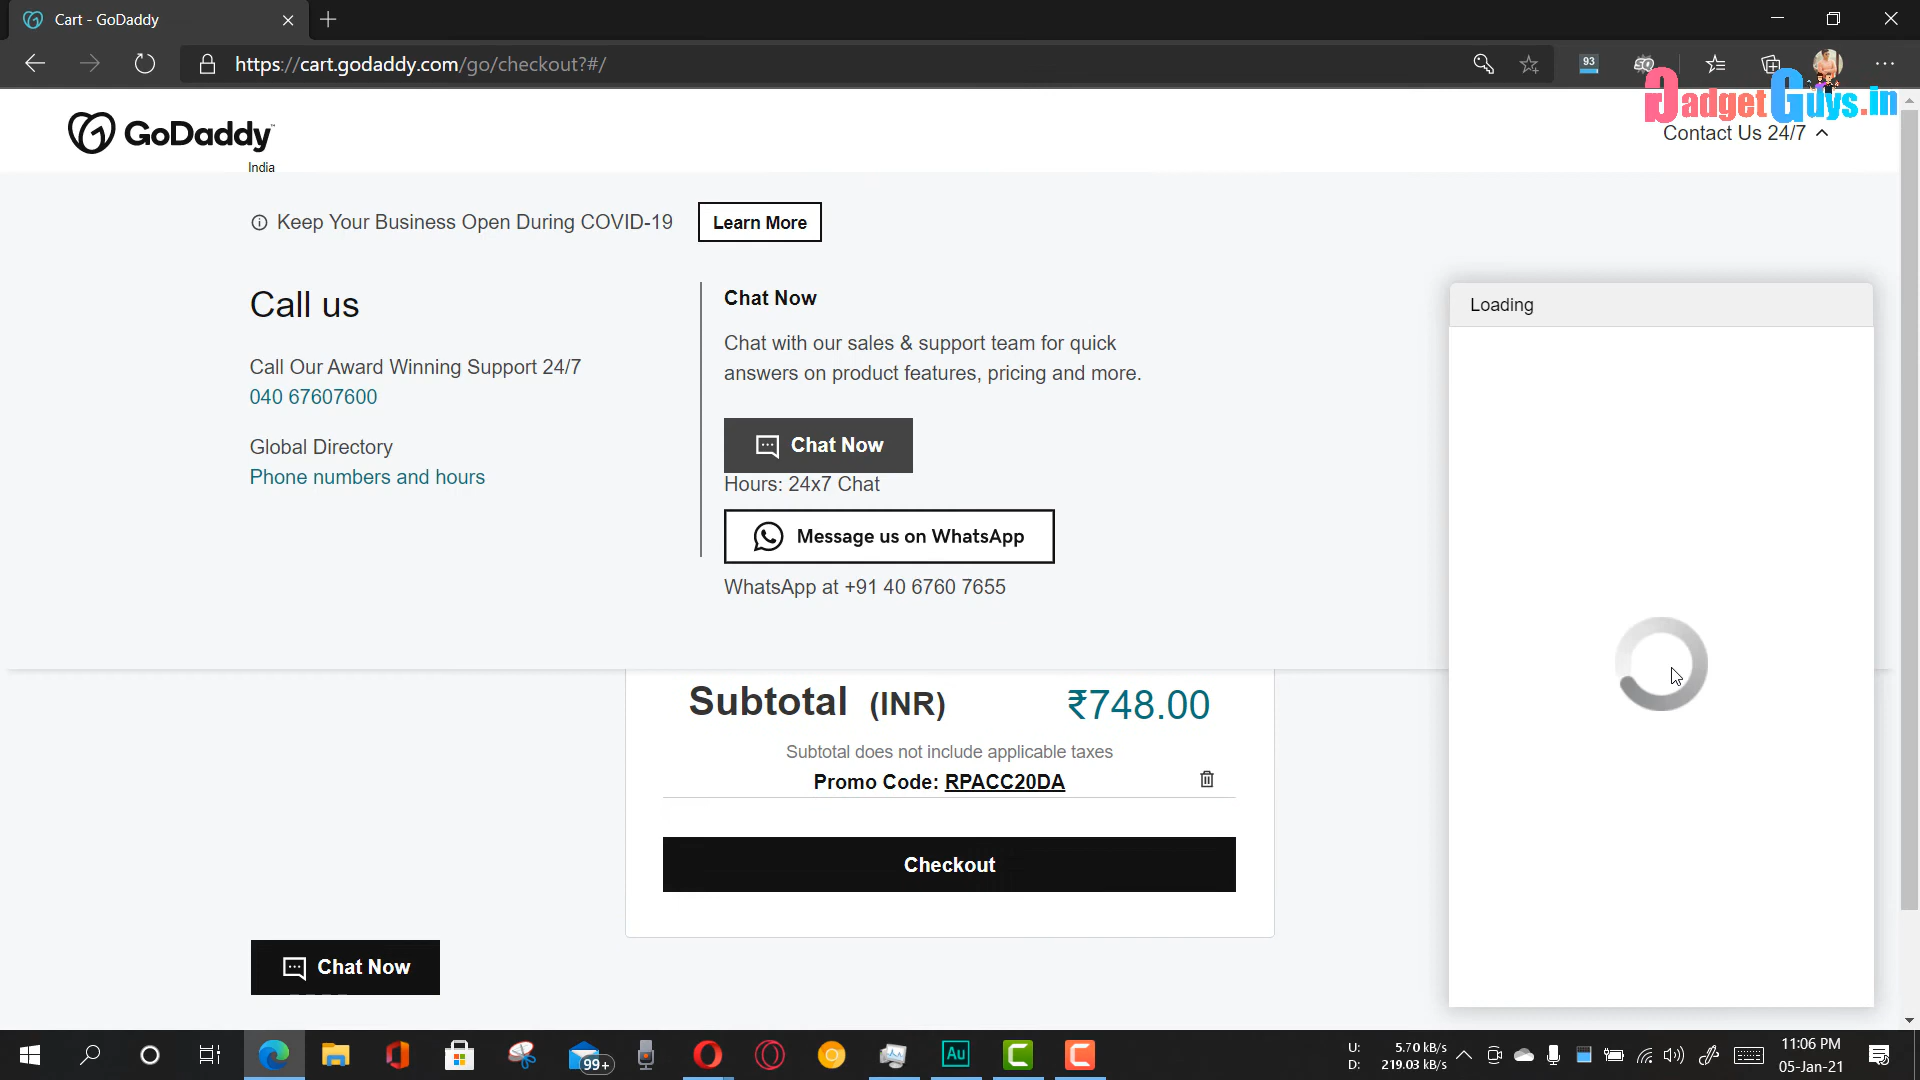 Cart - GoDaddy
https://cart.godaddy.com/go/checkout?#/
93
GadgetGuys.in
GoDaddy
India
Contact Us 24/7
Keep Your Business Open During COVID-19
Learn More
Call us
Call Our Award Winning Support 24/7
040 67607600
Global Directory
Phone numbers and hours
Chat Now
Chat with our sales & support team for quick
answers on product features, pricing and more.
Chat Now
Hours: 24x7 Chat
Message us on WhatsApp
WhatsApp at +91 40 6760 7655
Loading
Subtotal (INR) ₹748.00
Subtotal does not include applicable taxes
Promo Code: RPACC20DA
Checkout
Chat Now
99+
Au
U: 5.70 kB/s
D: 219.03 kB/s
11:06 PM
05-Jan-21